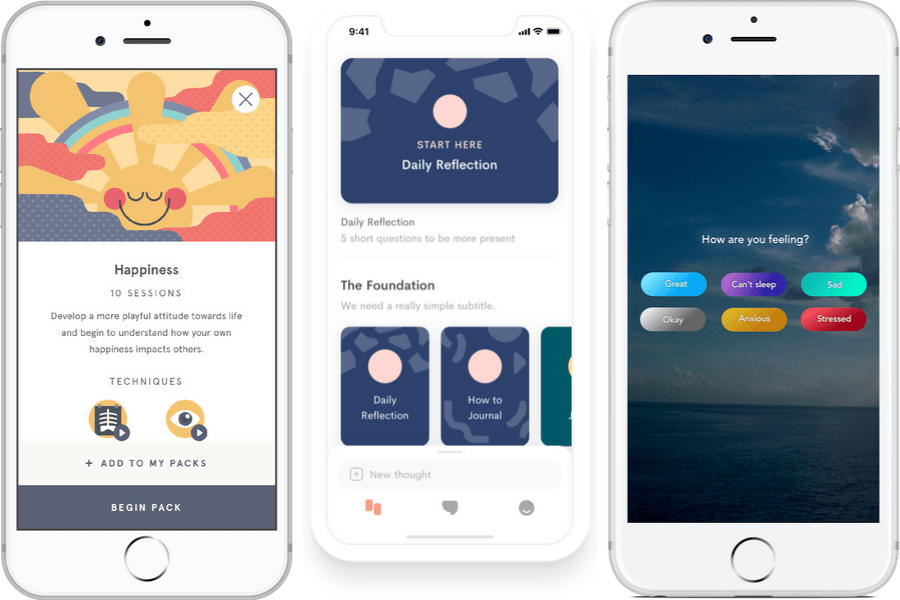 Happiness
10 SESSIONS
Develop a more playful attitude towards life
and begin to understand how your own
happiness impacts others.
TECHNIQUES
+ ADD TO MY PACKS
BEGIN PACK
9:41
START HERE
Daily Reflection
Daily Reflection
5 short questions to be more present
The Foundation
We need a really simple subtitle.
Daily
Reflection
How to
Journal
New thought
How are you feeling?
Great
Can't sleep
Sad
Okay
Anxious
Stressed